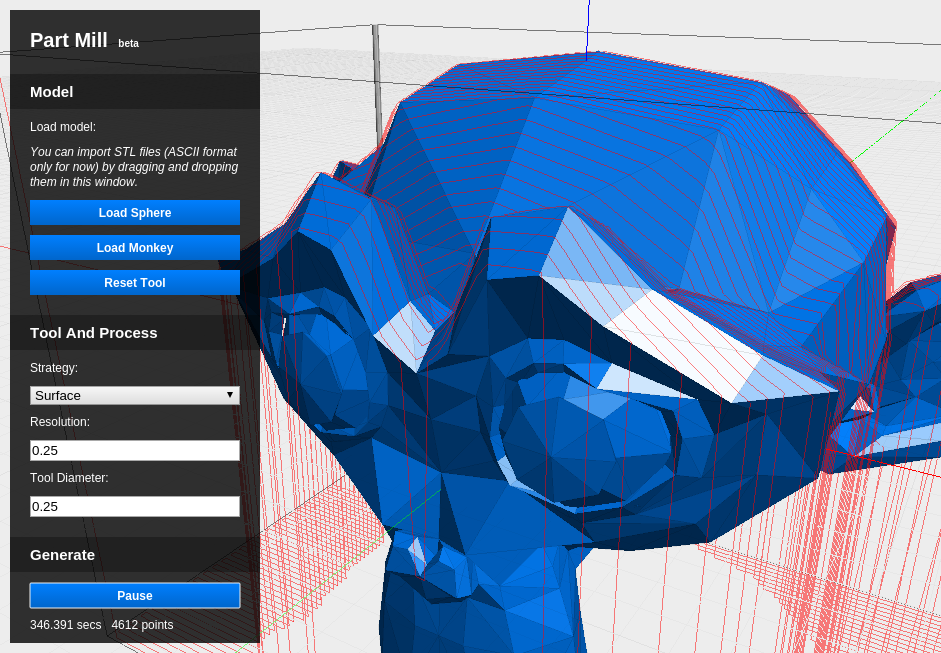 Part Mill beta
Model
Load model:
You can import STL files (ASCII format
only for now) by dragging and dropping
them in this window.
Load Sphere
Load Monkey
Reset Tool
Tool And Process
Strategy:
Surface
Resolution:
0.25
Tool Diameter:
0.25
Generate
Pause
346.391 secs 4612 points